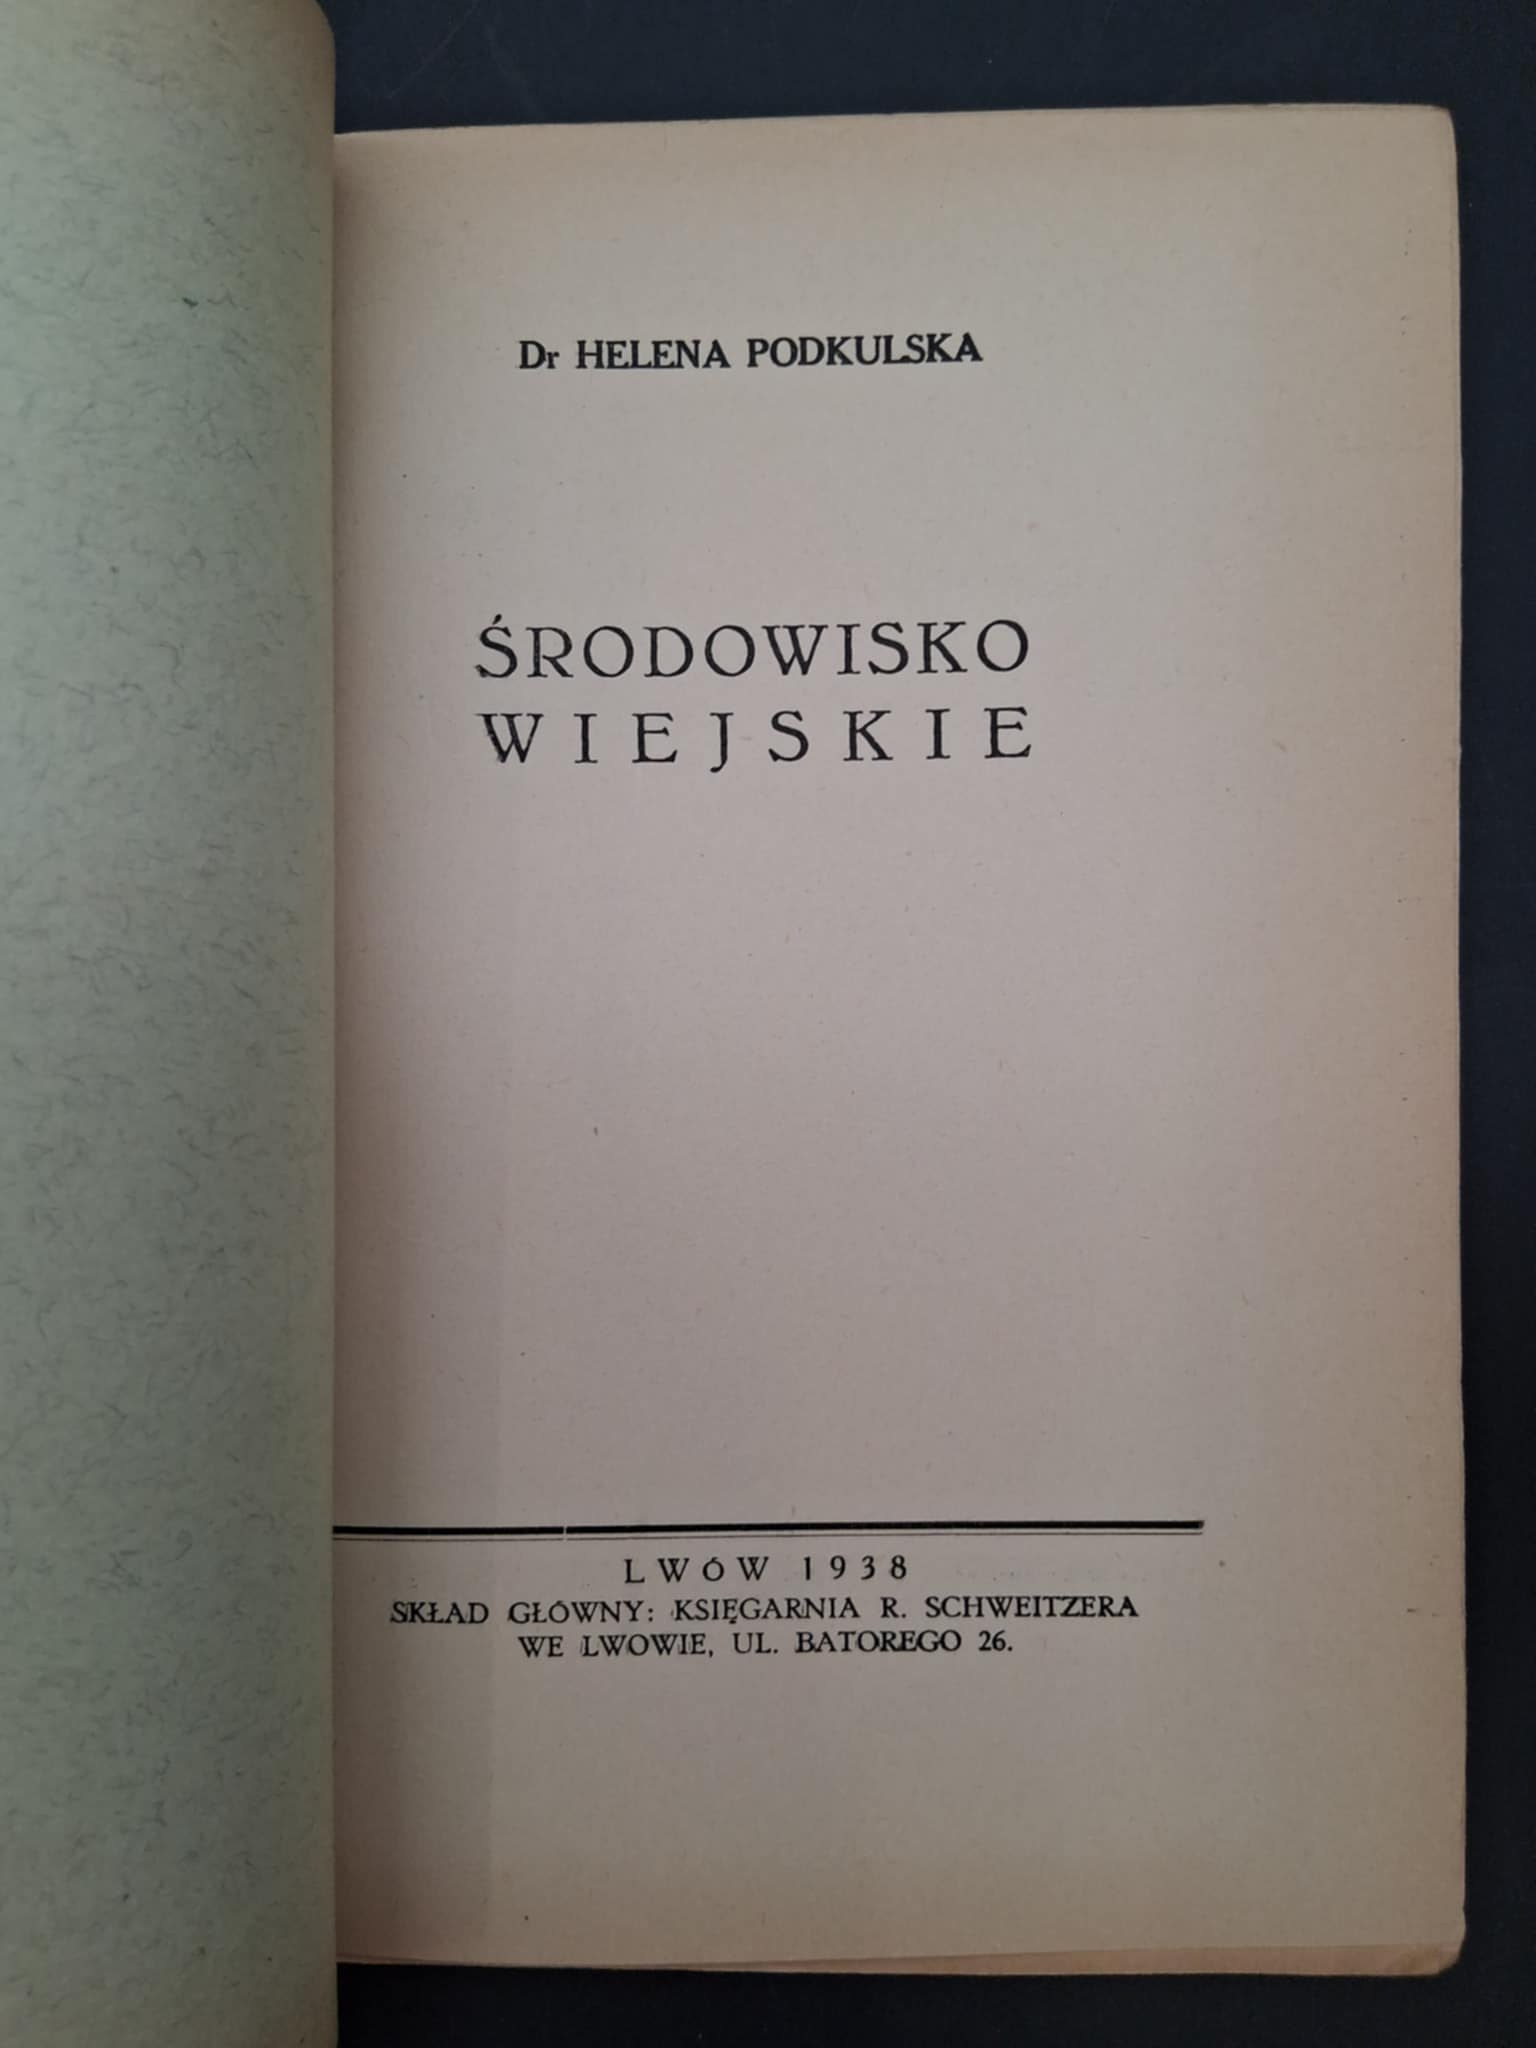 Dr HELENA PODKULSKA
ŚRODOWISKO
WIEJSKIE
LWÓW 1938
SKŁAD GŁÓWNY: KSIĘGARNIA R. SCHWEITZERA
WE LWOWIE, UL. BATOREGO 26.